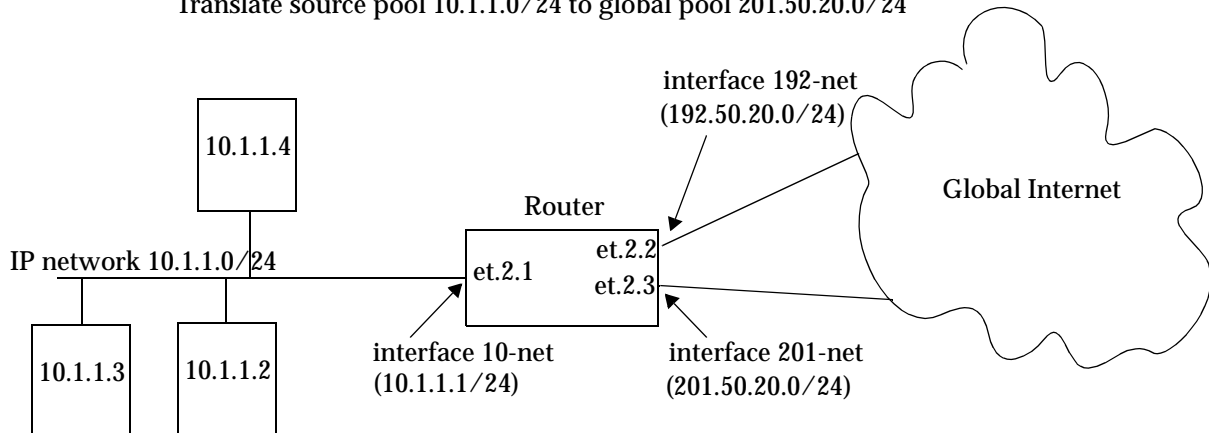 Translate source pool 10.1.1.0/24 to global pool 201.50.20.0/24
interface 192-net
(192.50.20.0/24)
10.1.1.4
Global Internet
Router
IP network 10.1.1.0/24
et.2.1
et.2.2
et.2.3
10.1.1.3
10.1.1.2
interface 10-net
(10.1.1.1/24)
interface 201-net
(201.50.20.0/24)